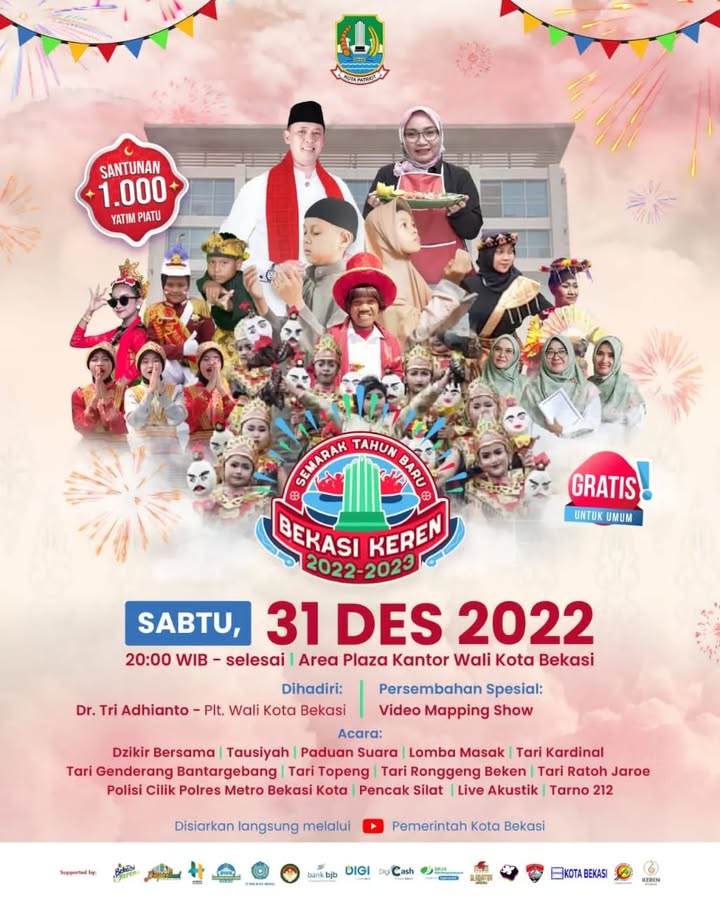 KOTA PATRIOT
SANTUNAN
1.000
YATIM PIATU
SEMARAK TAHUN BARU
BEKASI KEREN
2022-2023
GRATIS!
UNTUK UMUM
SABTU, 31 DES 2022
20:00 WIB - selesai | Area Plaza Kantor Wali Kota Bekasi
Dihadiri:
Dr. Tri Adhianto - Plt. Wali Kota Bekasi
Persembahan Spesial:
Video Mapping Show
Acara:
Dzikir Bersama | Tausiyah | Paduan Suara | Lomba Masak | Tari Kardinal
Tari Genderang Bantargebang | Tari Topeng | Tari Ronggeng Beken | Tari Ratoh Jaroe
Polisi Cilik Polres Metro Bekasi Kota | Pencak Silat | Live Akustik | Tarno 212
Disiarkan langsung melalui Pemerintah Kota Bekasi
Supported by: bank bjb DIGI DigiCash KOTA BEKASI KEREN